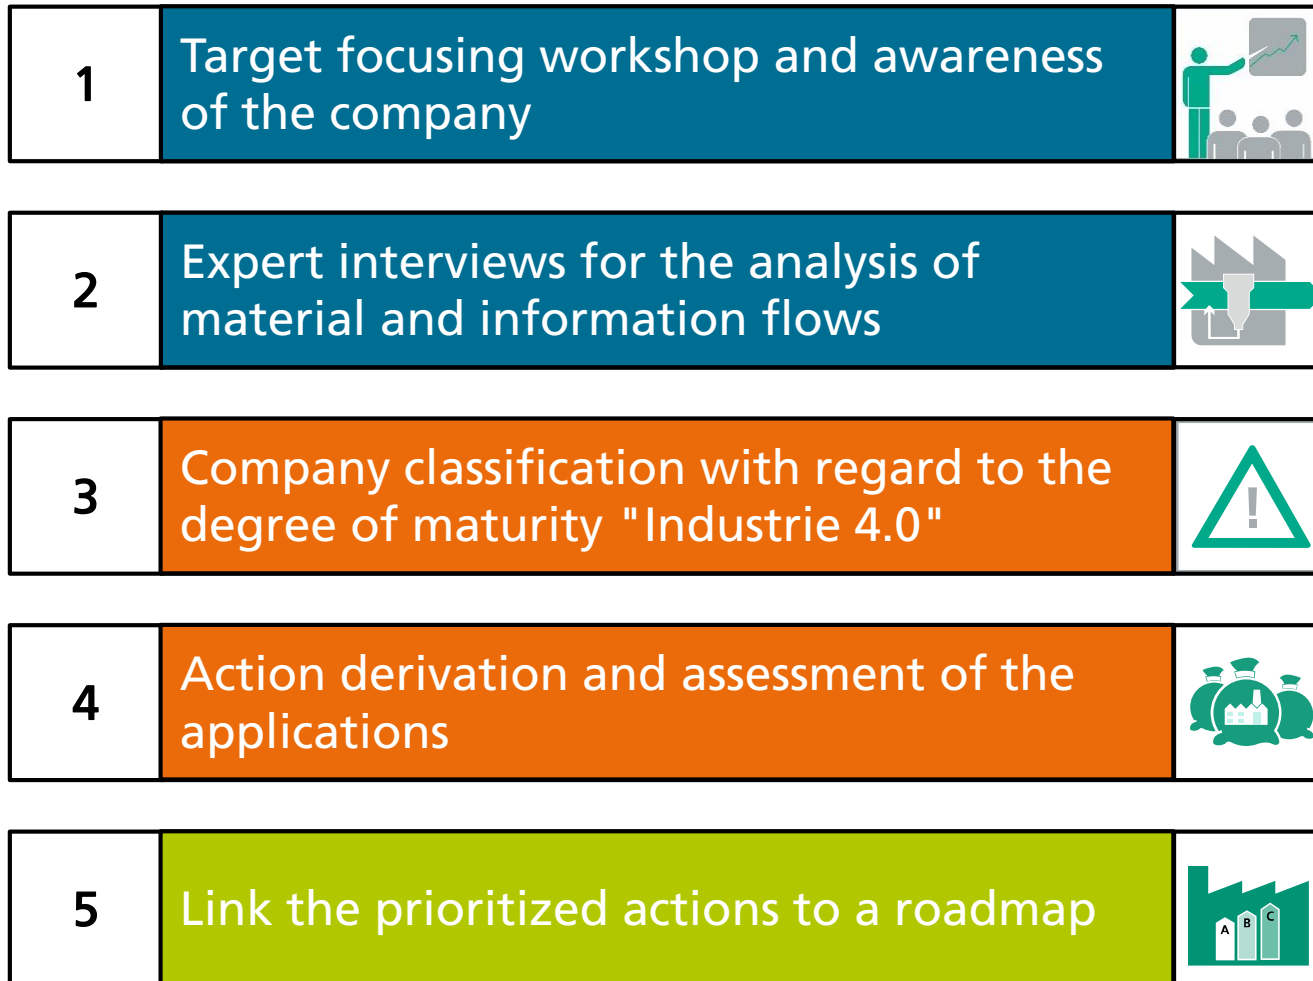 1
Target focusing workshop and awareness
of the company
2
Expert interviews for the analysis of
material and information flows
3
Company classification with regard to the
degree of maturity "Industrie 4.0"
!
4
Action derivation and assessment of the
applications
5
Link the prioritized actions to a roadmap
A B C